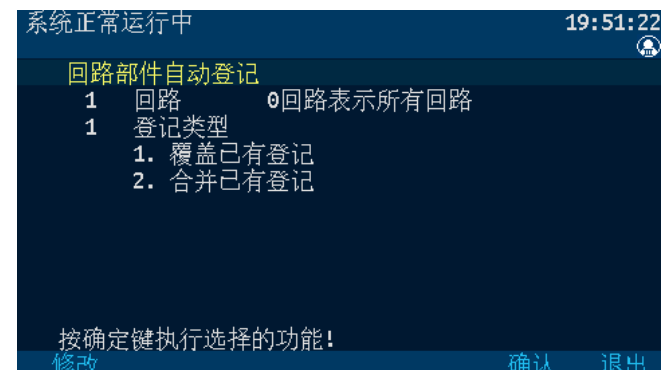 系统正常运行中 19:51:22
回路部件自动登记
1 回路 0回路表示所有回路
1 登记类型
1. 覆盖已有登记
2. 合并已有登记
按确定键执行选择的功能!
修改 确认 退出